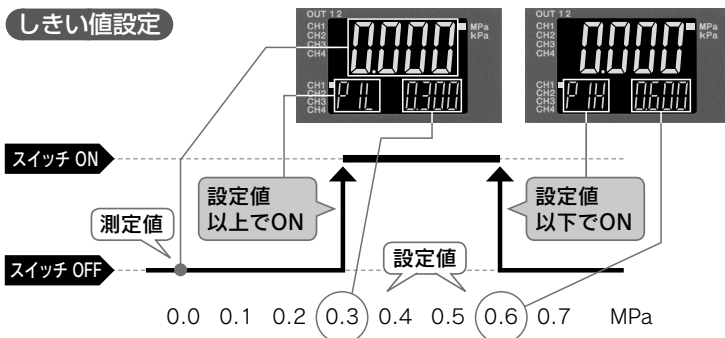 しきい値設定
OUT 1 2
CH1
CH2
CH3
CH4
0.000
MPa
kPa
CH1
CH2
CH3
CH4
P 1L
0.300
OUT 1 2
CH1
CH2
CH3
CH4
0.000
MPa
kPa
CH1
CH2
CH3
CH4
P 1H
0.600
スイッチ ON
設定値
以上でON
設定値
以下でON
測定値
設定値
スイッチ OFF
0.0 0.1 0.2 0.3 0.4 0.5 0.6 0.7 MPa